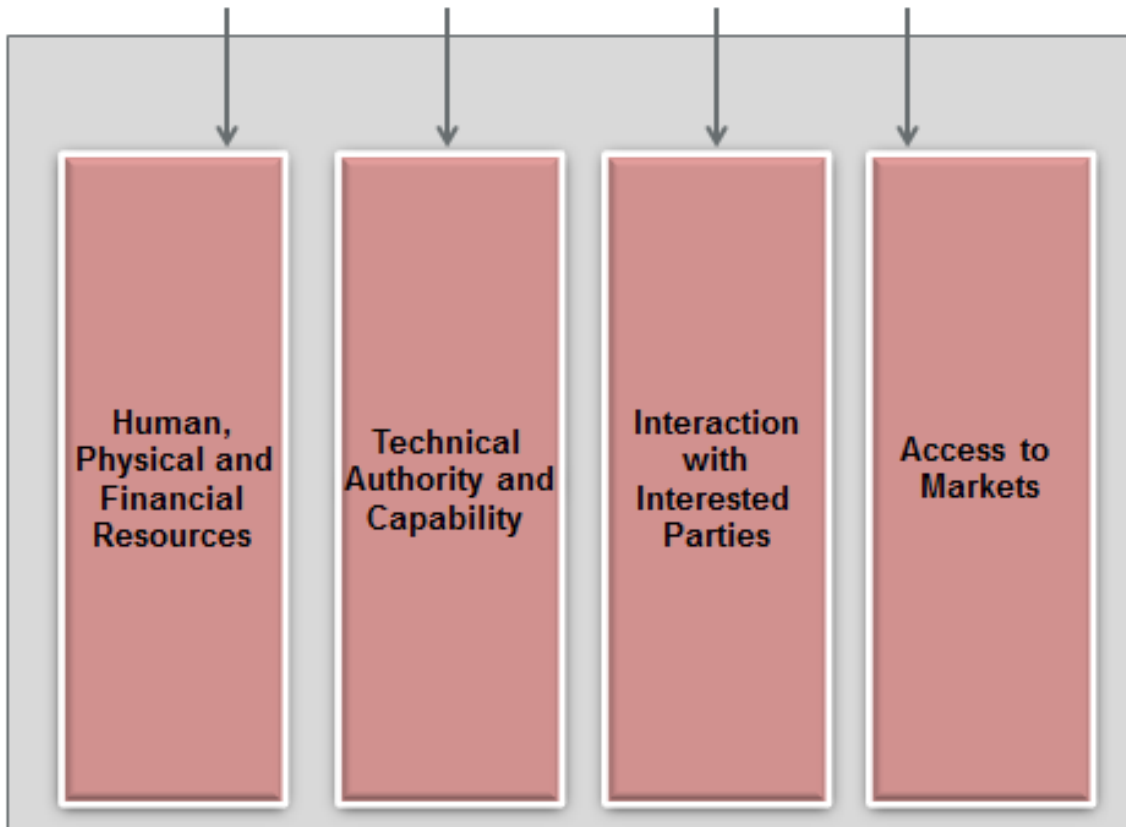 Human,
Physical and
Financial
Resources
Technical
Authority and
Capability
Interaction
with
Interested
Parties
Access to
Markets